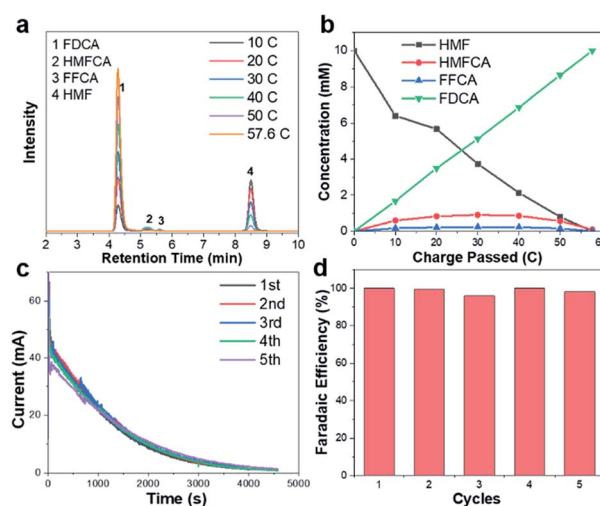 a
1 FDCA
2 HMFCA
3 FFCA
4 HMF
10 C
20 C
30 C
40 C
50 C
57.6 C
1
2
3
4
Intensity
2 3 4 5 6 7 8 9 10
Retention Time (min)
b
HMF
HMFCA
FFCA
FDCA
Concentration (mM)
10
8
6
4
2
0
0 10 20 30 40 50
Charge Passed (C)
c
1st
2nd
3rd
4th
5th
Current (mA)
60
40
20
0
0 1000 2000 3000 4000 5000
Time (s)
d
Faradaic Efficiency (%)
100
80
60
40
20
0
1 2 3 4 5
Cycles